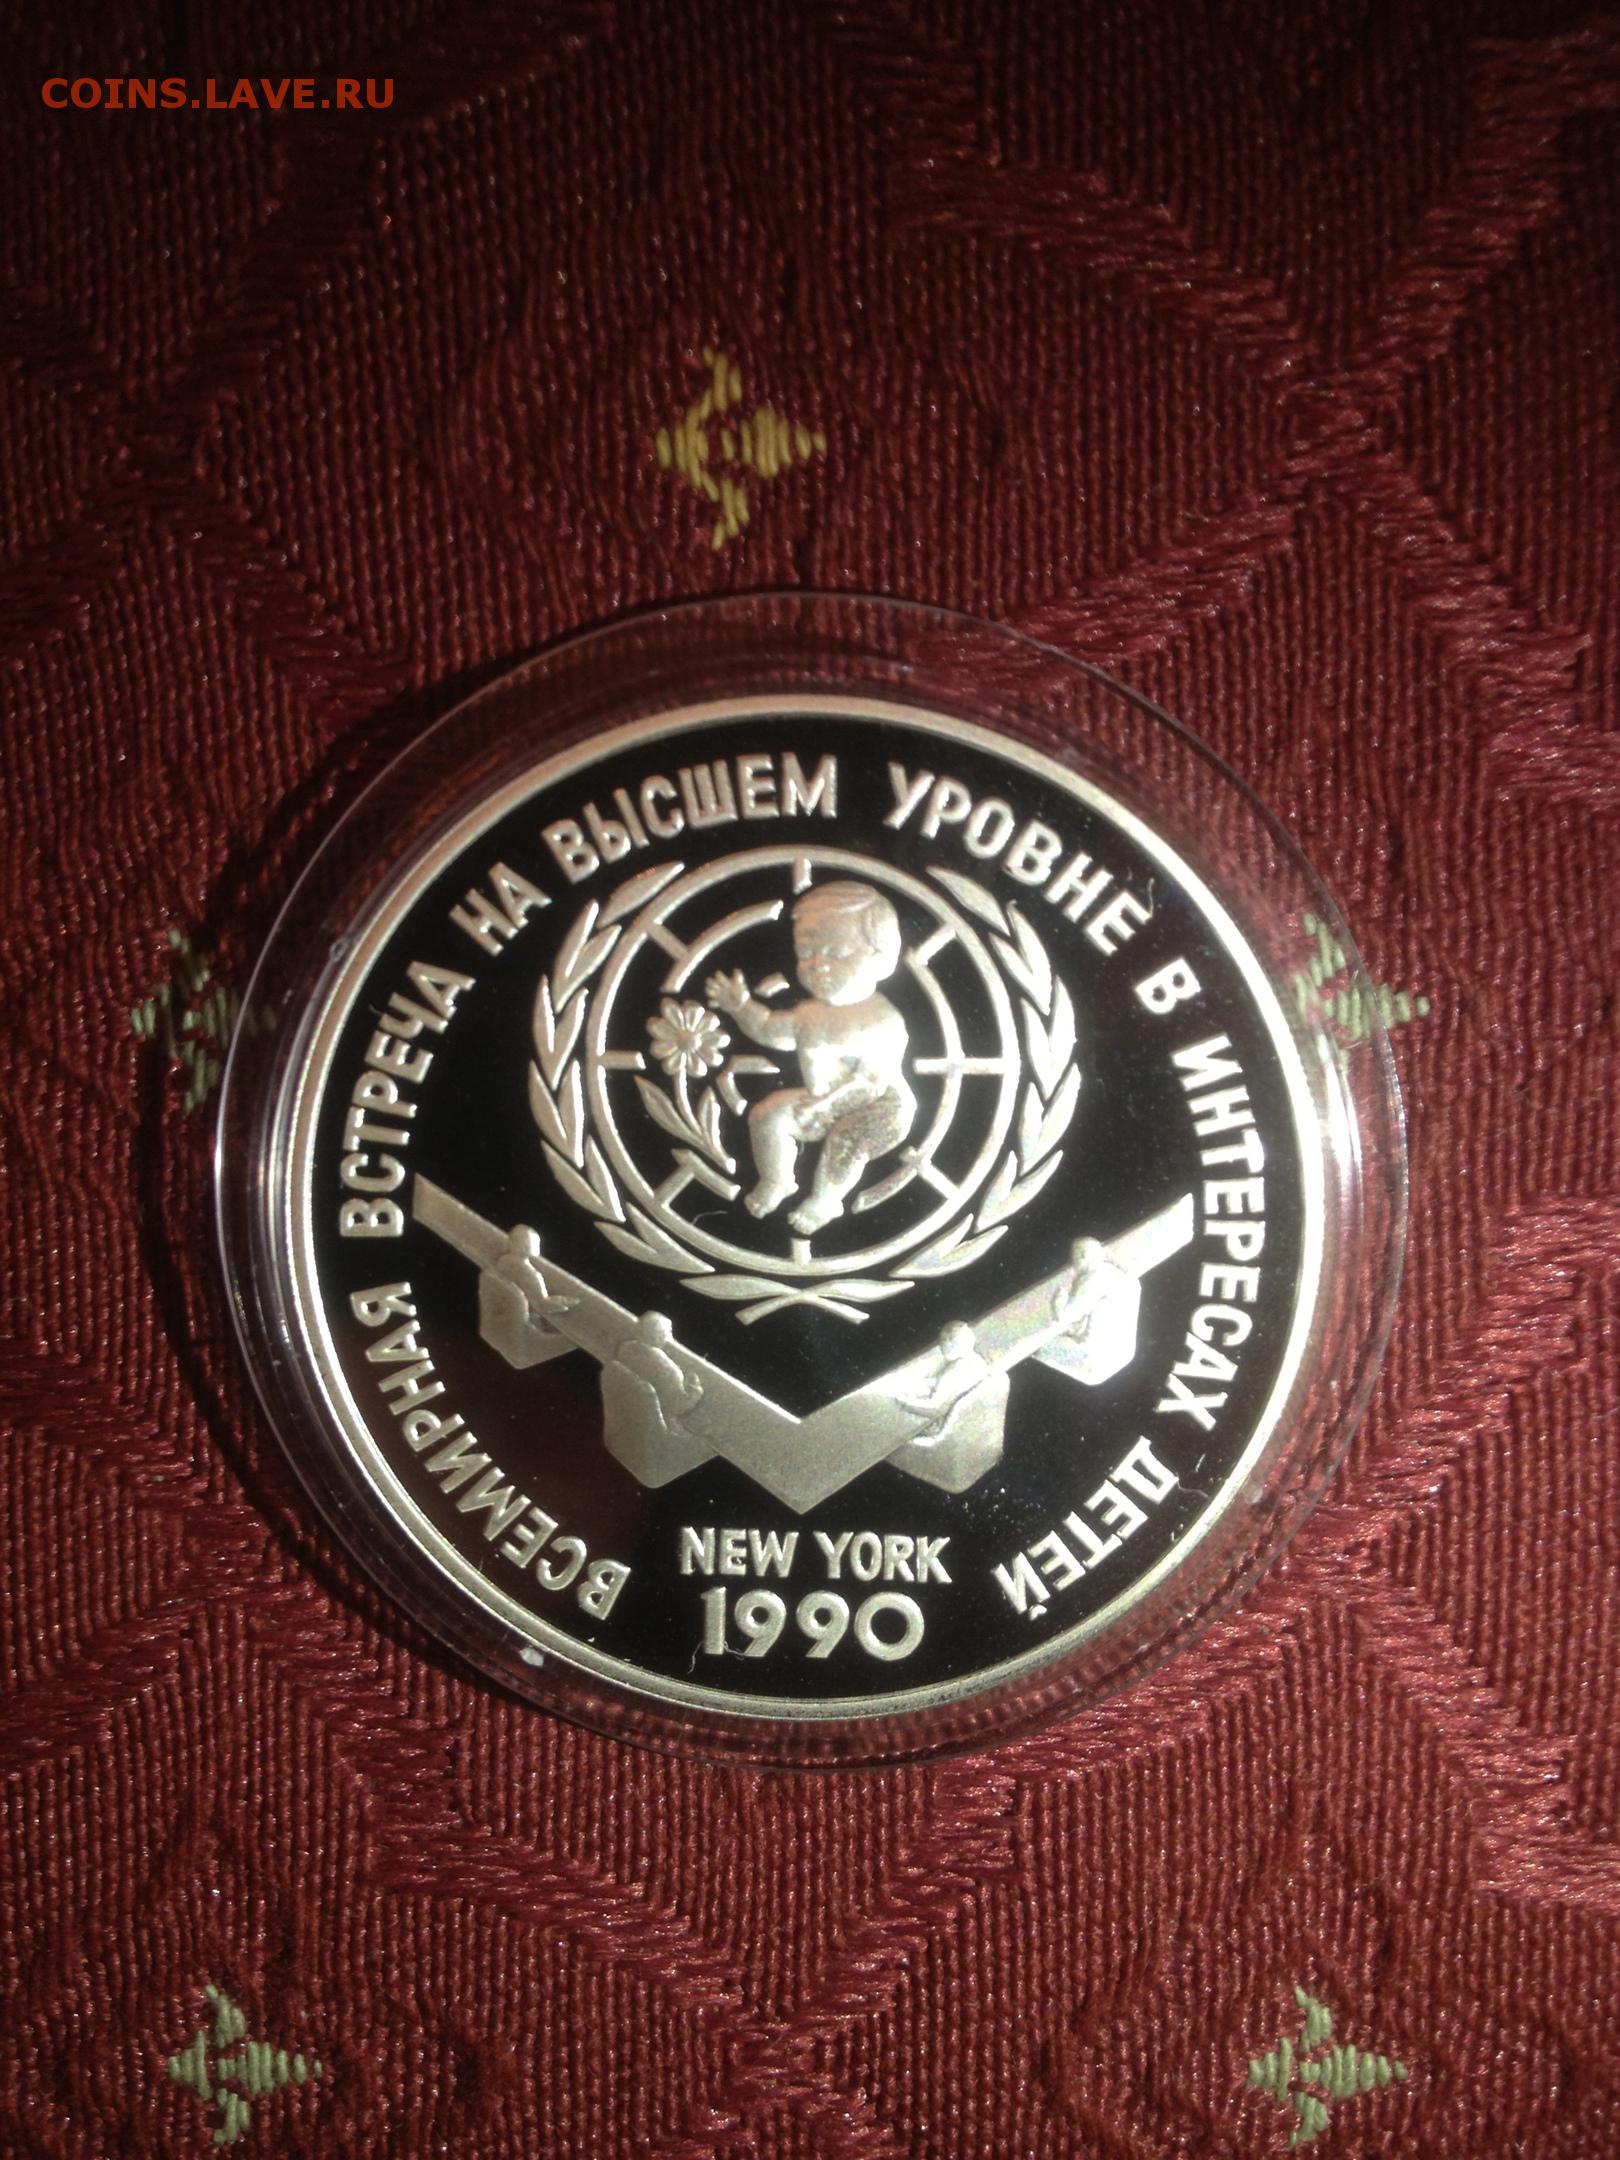 COINS.LAVE.RU
ВСЕМИРНАЯ ВСТРЕЧА НА ВЫСШЕМ УРОВНЕ В ИНТЕРЕСАХ ДЕТЕЙ
NEW YORK
1990